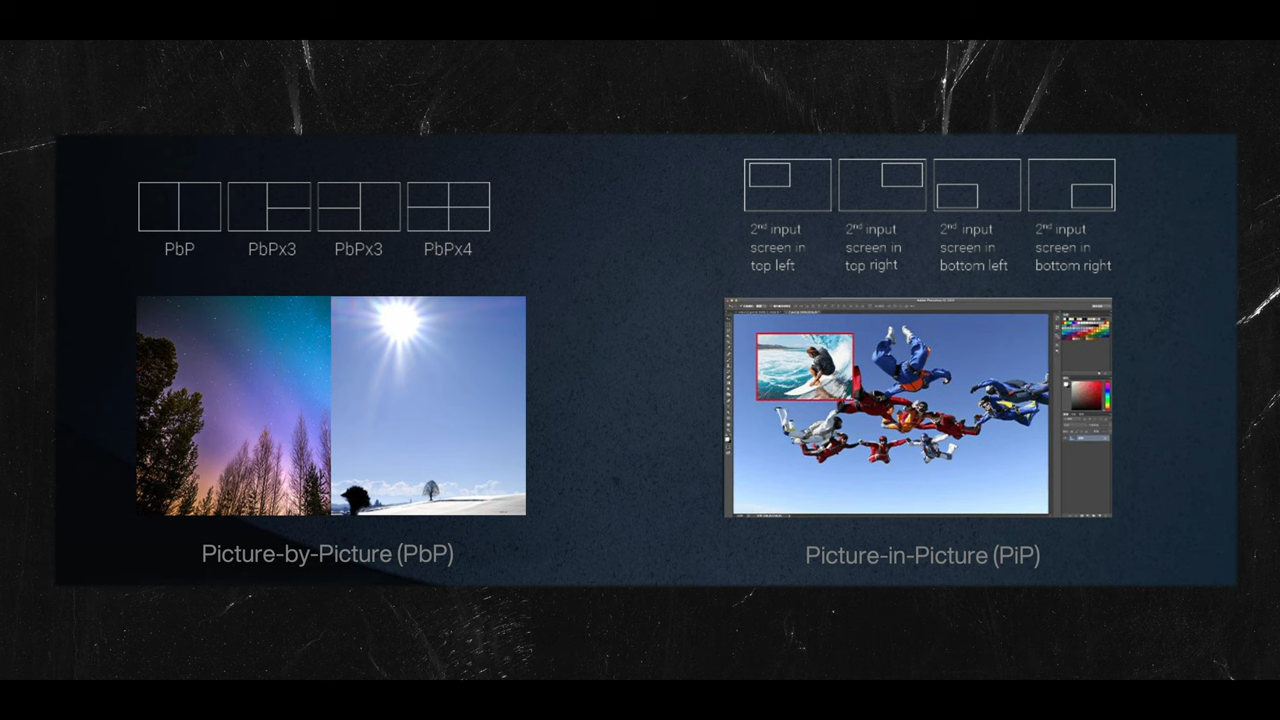 PbP
PbPx3
PbPx3
PbPx4
2nd input
screen in
top left
2nd input
screen in
top right
2nd input
screen in
bottom left
2nd input
screen in
bottom right
Picture-by-Picture (PbP)
Picture-in-Picture (PiP)